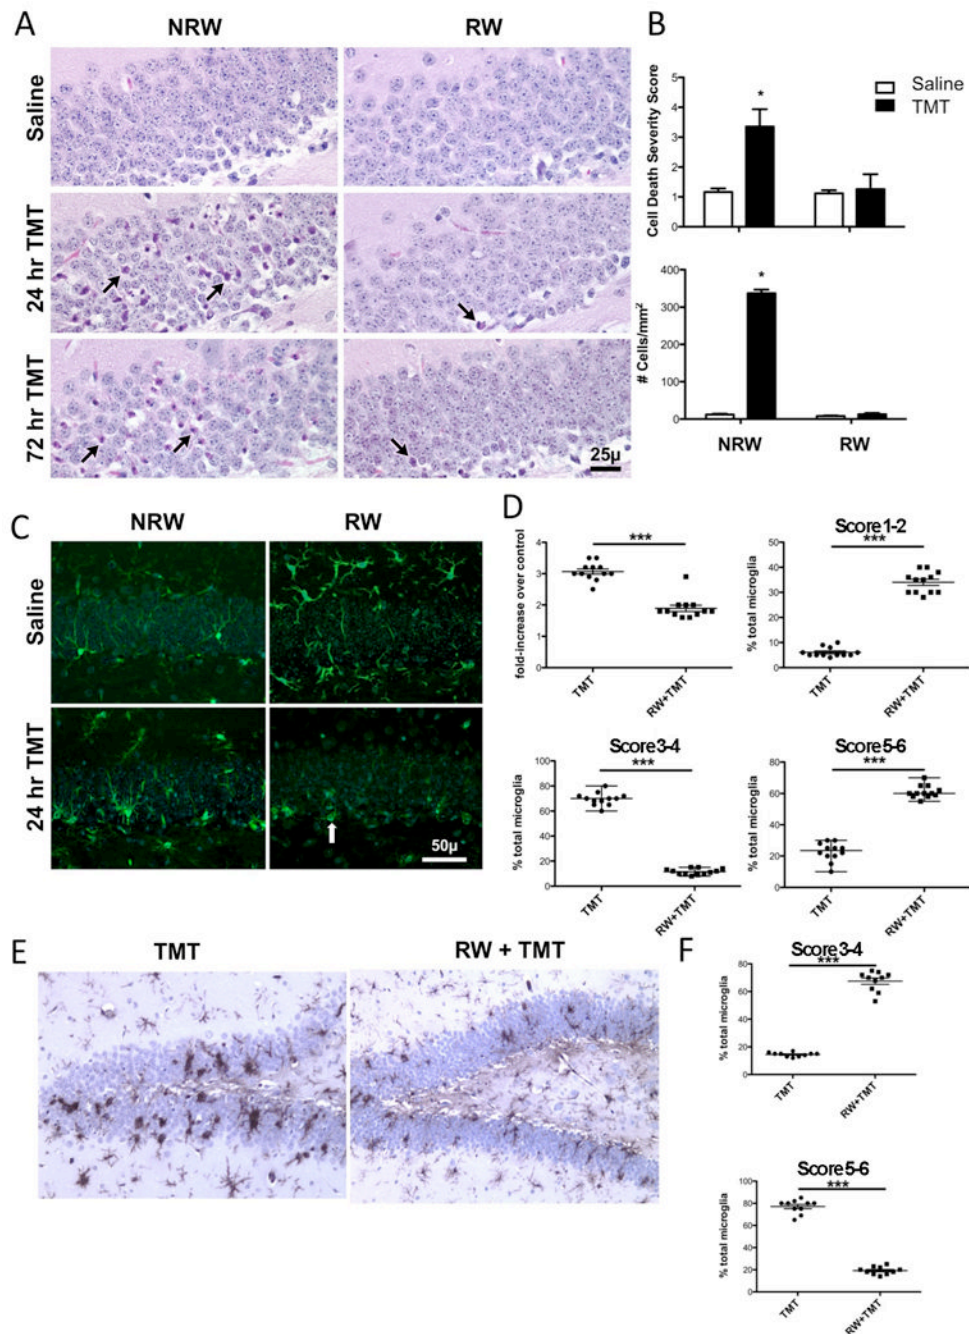 A
NRW
RW
Saline
24 hr TMT
72 hr TMT
25µ
B
Saline
TMT
Cell Death Severity Score
5
4
3
2
1
0
*
# Cells/mm²
400
300
200
100
0
*
NRW
RW
C
NRW
RW
Saline
24 hr TMT
50µ
D
fold-increase over control
4
3
2
1
0
***
TMT
RW+TMT
Score1-2
% total microglia
50
40
30
20
10
0
***
TMT
RW+TMT
Score3-4
% total microglia
100
80
60
40
20
0
***
TMT
RW+TMT
Score5-6
% total microglia
80
60
40
20
0
***
TMT
RW+TMT
E
TMT
RW + TMT
F
Score3-4
% total microglia
80
60
40
20
0
***
TMT
RW+TMT
Score5-6
% total microglia
100
80
60
40
20
0
***
TMT
RW+TMT